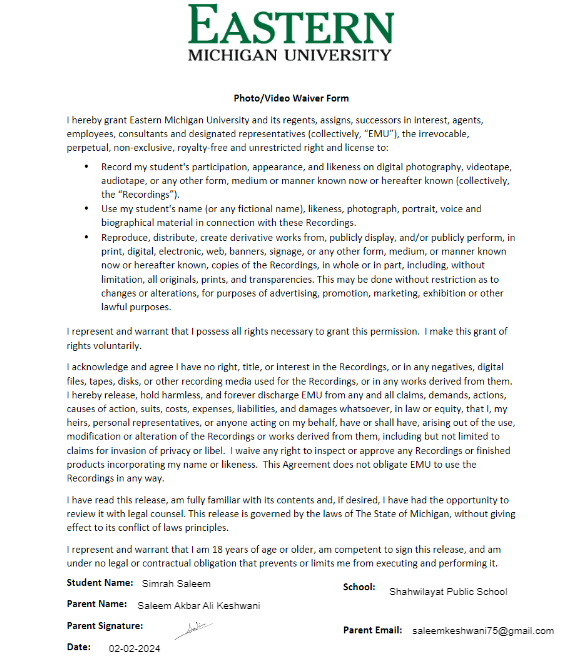 EASTERN
MICHIGAN UNIVERSITY
Photo/Video Waiver Form
I hereby grant Eastern Michigan University and its regents, assigns, successors in interest, agents,
employees, consultants and designated representatives (collectively, “EMU”), the irrevocable,
perpetual, non-exclusive, royalty-free and unrestricted right and license to:
• Record my student's participation, appearance, and likeness on digital photography, videotape,
audiotape, or any other form, medium or manner known now or hereafter known (collectively,
the “Recordings”).
• Use my student's name (or any fictional name), likeness, photograph, portrait, voice and
biographical material in connection with these Recordings.
• Reproduce, distribute, create derivative works from, publicly display, and/or publicly perform, in
print, digital, electronic, web, banners, signage, or any other form, medium, or manner known
now or hereafter known, copies of the Recordings, in whole or in part, including, without
limitation, all originals, prints, and transparencies. This may be done without restriction as to
changes or alterations, for purposes of advertising, promotion, marketing, exhibition or other
lawful purposes.
I represent and warrant that I possess all rights necessary to grant this permission.  I make this grant of
rights voluntarily.
I acknowledge and agree I have no right, title, or interest in the Recordings, or in any negatives, digital
files, tapes, disks, or other recording media used for the Recordings, or in any works derived from them.
I hereby release, hold harmless, and forever discharge EMU from any and all claims, demands, actions,
causes of action, suits, costs, expenses, liabilities, and damages whatsoever, in law or equity, that I, my
heirs, personal representatives, or anyone acting on my behalf, have or shall have, arising out of the use,
modification or alteration of the Recordings or works derived from them, including but not limited to
claims for invasion of privacy or libel.  I waive any right to inspect or approve any Recordings or finished
products incorporating my name or likeness.  This Agreement does not obligate EMU to use the
Recordings in any way.
I have read this release, am fully familiar with its contents and, if desired, I have had the opportunity to
review it with legal counsel. This release is governed by the laws of The State of Michigan, without giving
effect to its conflict of laws principles.
I represent and warrant that I am 18 years of age or older, am competent to sign this release, and am
under no legal or contractual obligation that prevents or limits me from executing and performing it.
Student Name: Simrah Saleem
School: Shahwilayat Public School
Parent Name: Saleem Akbar Ali Keshwani
Parent Signature:
Parent Email: saleemkeshwani75@gmail.com
Date: 02-02-2024